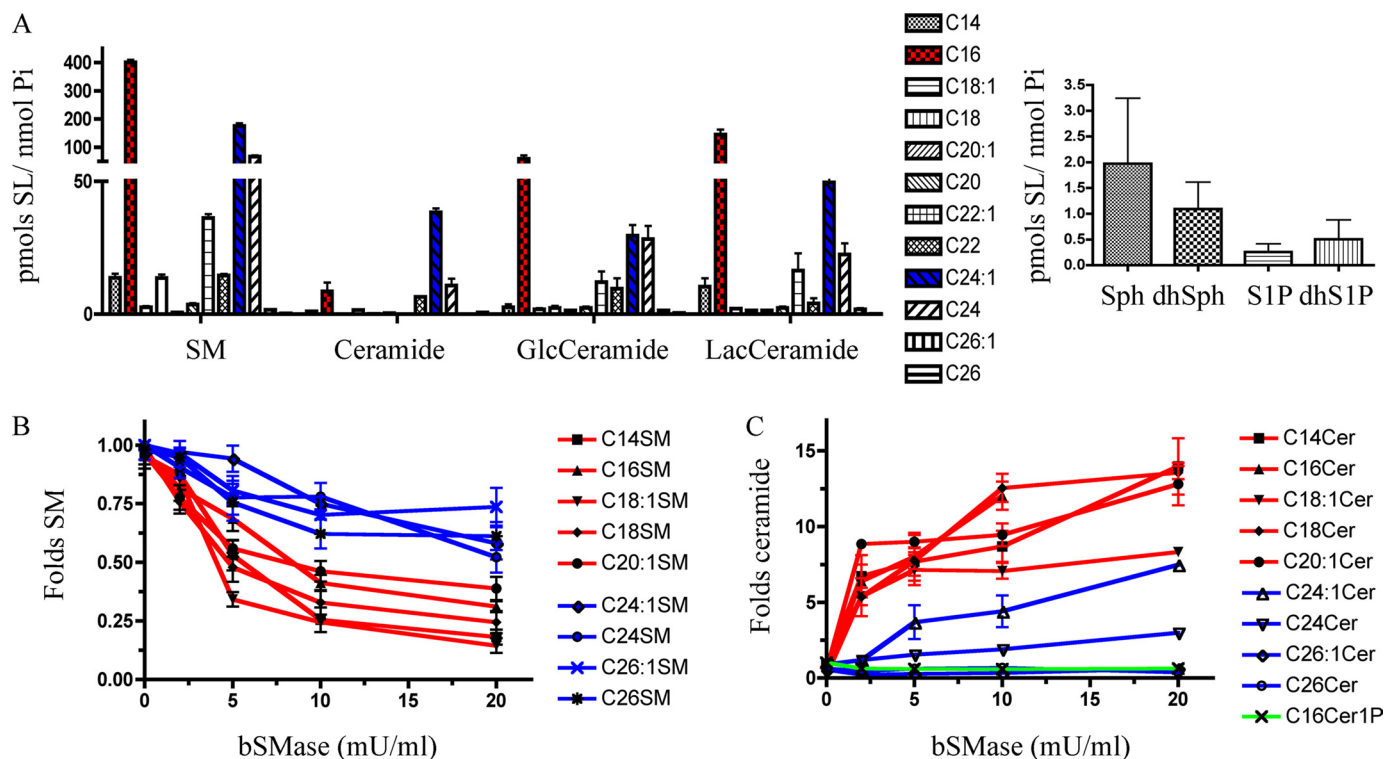 A
pmols SL/ nmol Pi
400
300
200
100
50
0
SM
Ceramide
GlcCeramide
LacCeramide
C14
C16
C18:1
C18
C20:1
C20
C22:1
C22
C24:1
C24
C26:1
C26
pmols SL/ nmol Pi
3.5
3.0
2.5
2.0
1.5
1.0
0.5
0.0
Sph dhSph S1P dhS1P
B
Folds SM
1.00
0.75
0.50
0.25
0.00
0 5 10 15 20
bSMase (mU/ml)
C14SM
C16SM
C18:1SM
C18SM
C20:1SM
C24:1SM
C24SM
C26:1SM
C26SM
C
Folds ceramide
15
10
5
0
0 5 10 15 20
bSMase (mU/ml)
C14Cer
C16Cer
C18:1Cer
C18Cer
C20:1Cer
C24:1Cer
C24Cer
C26:1Cer
C26Cer
C16Cer1P